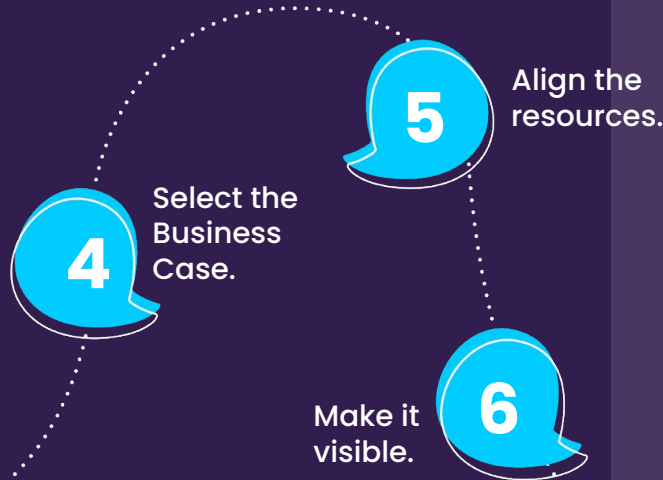 4
Select the
Business
Case.
5
Align the
resources.
6
Make it
visible.